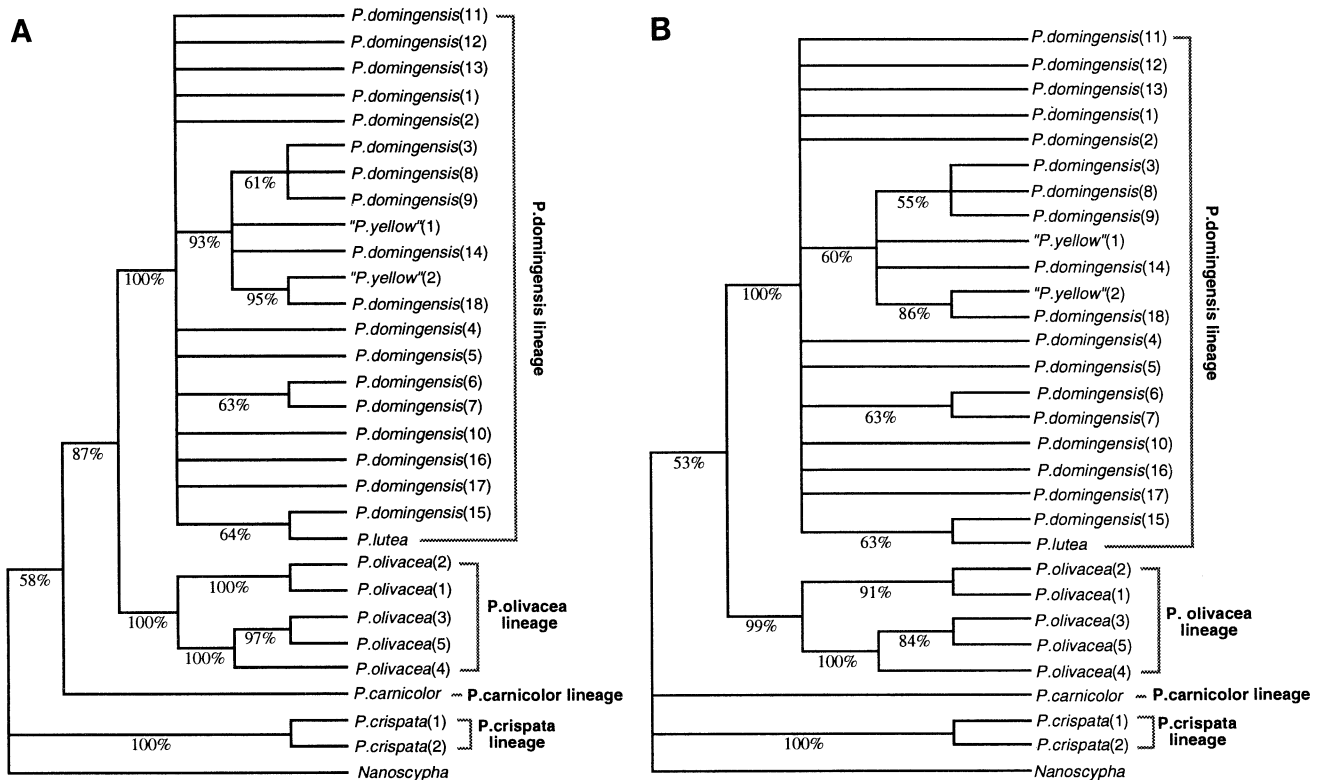 A
P.domingensis(11)
P.domingensis(12)
P.domingensis(13)
P.domingensis(1)
P.domingensis(2)
P.domingensis(3)
P.domingensis(8)
61%
P.domingensis(9)
"P.yellow"(1)
93%
P.domingensis(14)
"P.yellow"(2)
95%
P.domingensis(18)
100%
P.domingensis(4)
P.domingensis(5)
P.domingensis(6)
63%
P.domingensis(7)
P.domingensis(10)
87%
P.domingensis(16)
P.domingensis(17)
P.domingensis(15)
64%
P.lutea
P.domingensis lineage
P.olivacea(2)
58%
100%
P.olivacea(1)
P.olivacea(3)
100%
97%
P.olivacea(5)
100%
P.olivacea(4)
P.olivacea
lineage
P.carnicolor
P.carnicolor lineage
P.crispata(1)
100%
P.crispata(2)
P.crispata
lineage
Nanoscypha
B
P.domingensis(11)
P.domingensis(12)
P.domingensis(13)
P.domingensis(1)
P.domingensis(2)
P.domingensis(3)
P.domingensis(8)
55%
P.domingensis(9)
"P.yellow"(1)
60%
P.domingensis(14)
"P.yellow"(2)
100%
86%
P.domingensis(18)
P.domingensis(4)
P.domingensis(5)
P.domingensis(6)
63%
P.domingensis(7)
P.domingensis(10)
53%
P.domingensis(16)
P.domingensis(17)
P.domingensis(15)
63%
P.lutea
P.domingensis lineage
P.olivacea(2)
91%
P.olivacea(1)
P.olivacea(3)
99%
84%
P.olivacea(5)
100%
P.olivacea(4)
P. olivacea
lineage
P.carnicolor
P.carnicolor lineage
P.crispata(1)
100%
P.crispata(2)
P.crispata
lineage
Nanoscypha